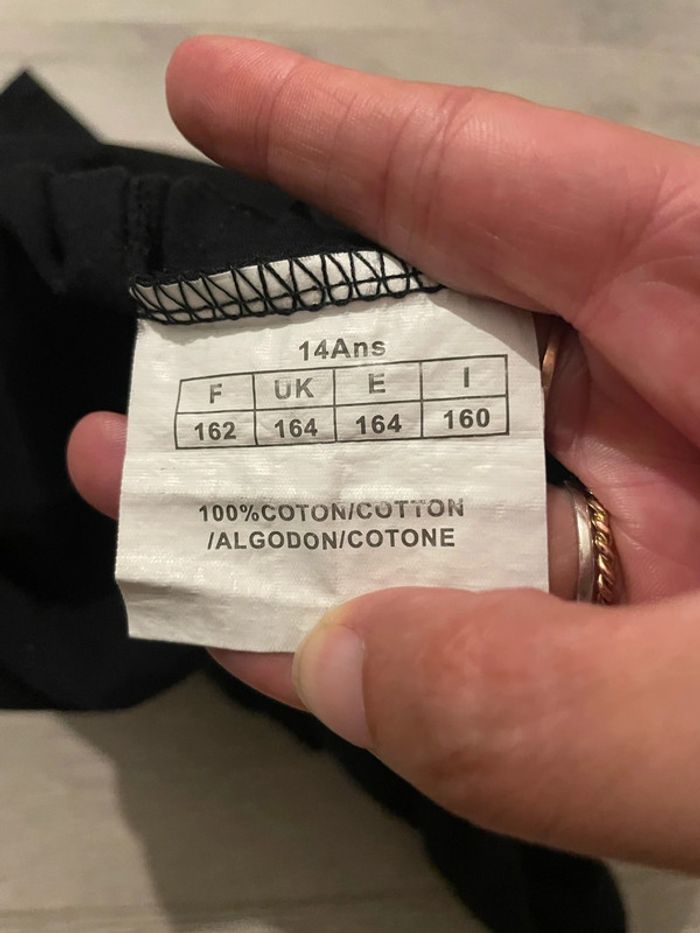 14Ans
F UK E I
162 164 164 160
100%COTON/COTTON
/ALGODON/COTONE